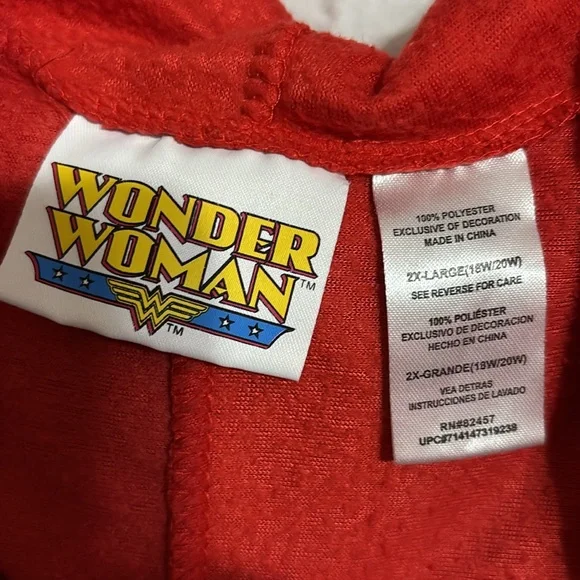 WONDER
WOMAN™
™
100% POLYESTER
EXCLUSIVE OF DECORATION
MADE IN CHINA
2X-LARGE(18W/20W)
SEE REVERSE FOR CARE
100% POLIÉSTER
EXCLUSIVO DE DECORACION
HECHO EN CHINA
2X-GRANDE(18W/20W)
VEA DETRAS
INSTRUCCIONES DE LAVADO
RN#82457
UPC#714147319238